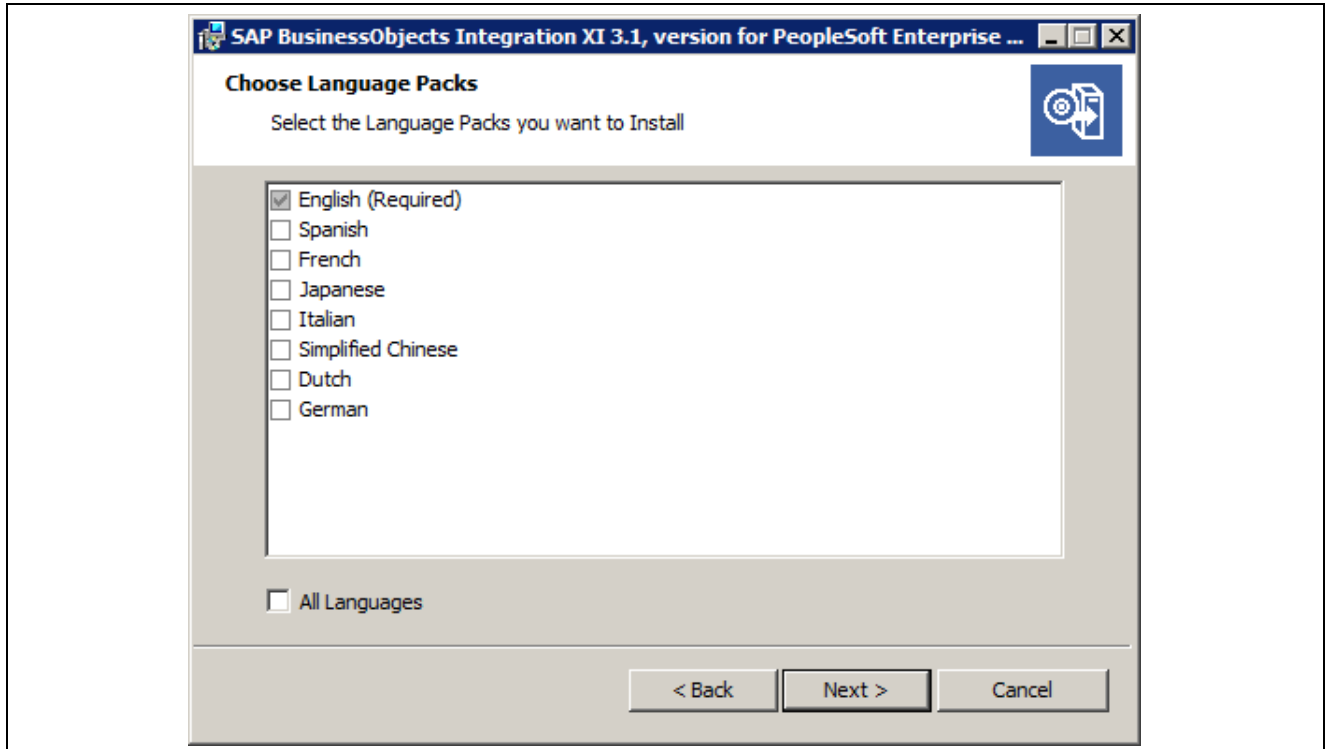 SAP BusinessObjects Integration XI 3.1, version for PeopleSoft Enterprise ...
Choose Language Packs
Select the Language Packs you want to Install
English (Required)
Spanish
French
Japanese
Italian
Simplified Chinese
Dutch
German
All Languages
< Back Next > Cancel